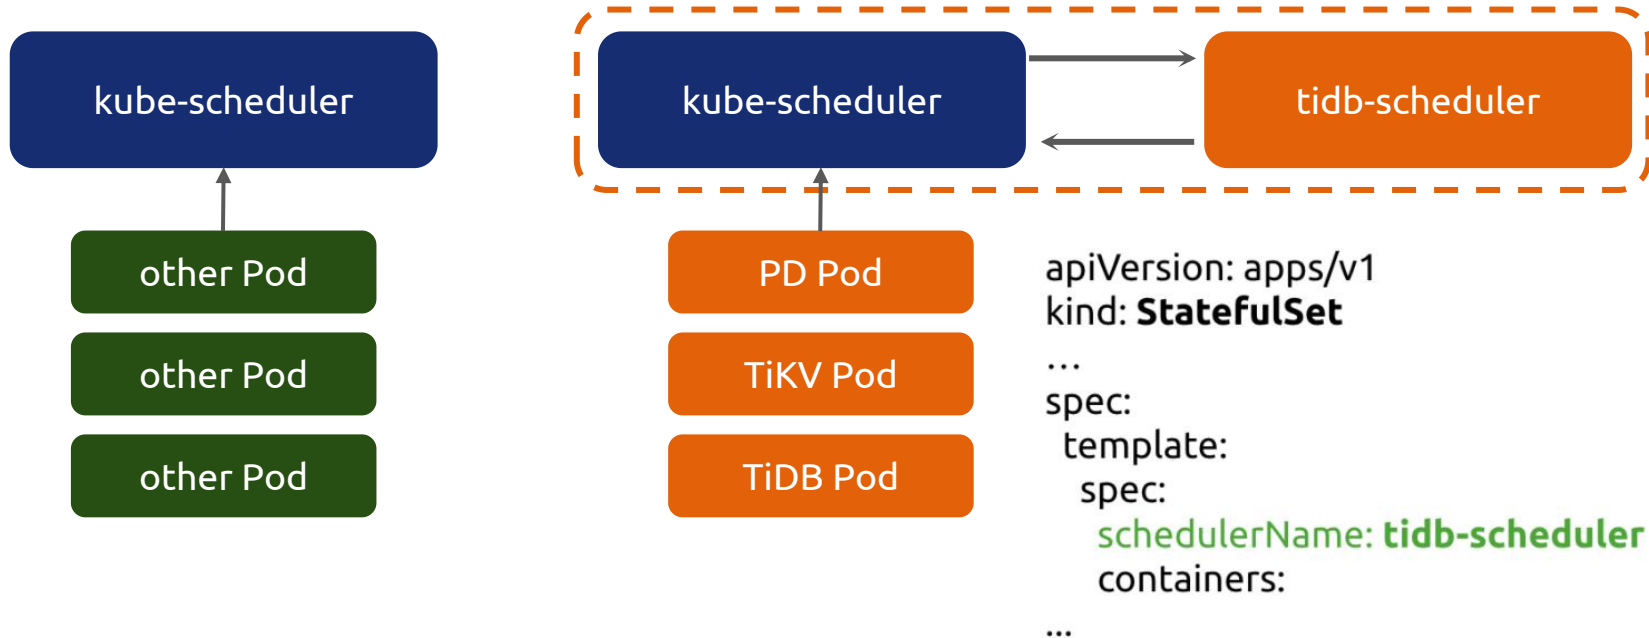 kube-scheduler
other Pod
other Pod
other Pod
kube-scheduler
tidb-scheduler
PD Pod
TiKV Pod
TiDB Pod
apiVersion: apps/v1
kind: StatefulSet
...
spec:
template:
spec:
schedulerName: tidb-scheduler
containers:
...